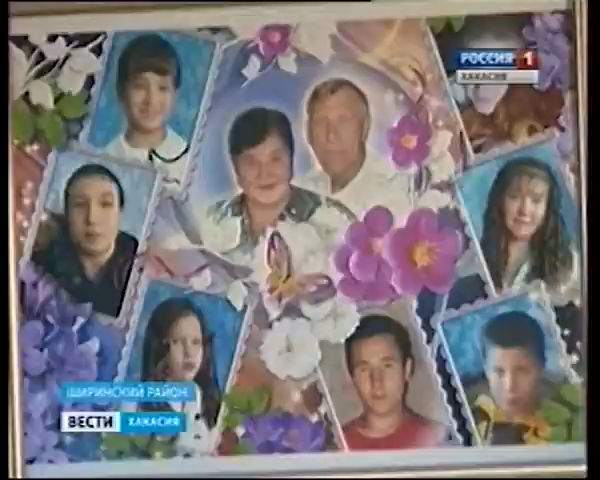 РОССИЯ 1
ХАКАСИЯ
ШИРИНСКИЙ РАЙОН
ВЕСТИ ХАКАСИЯ